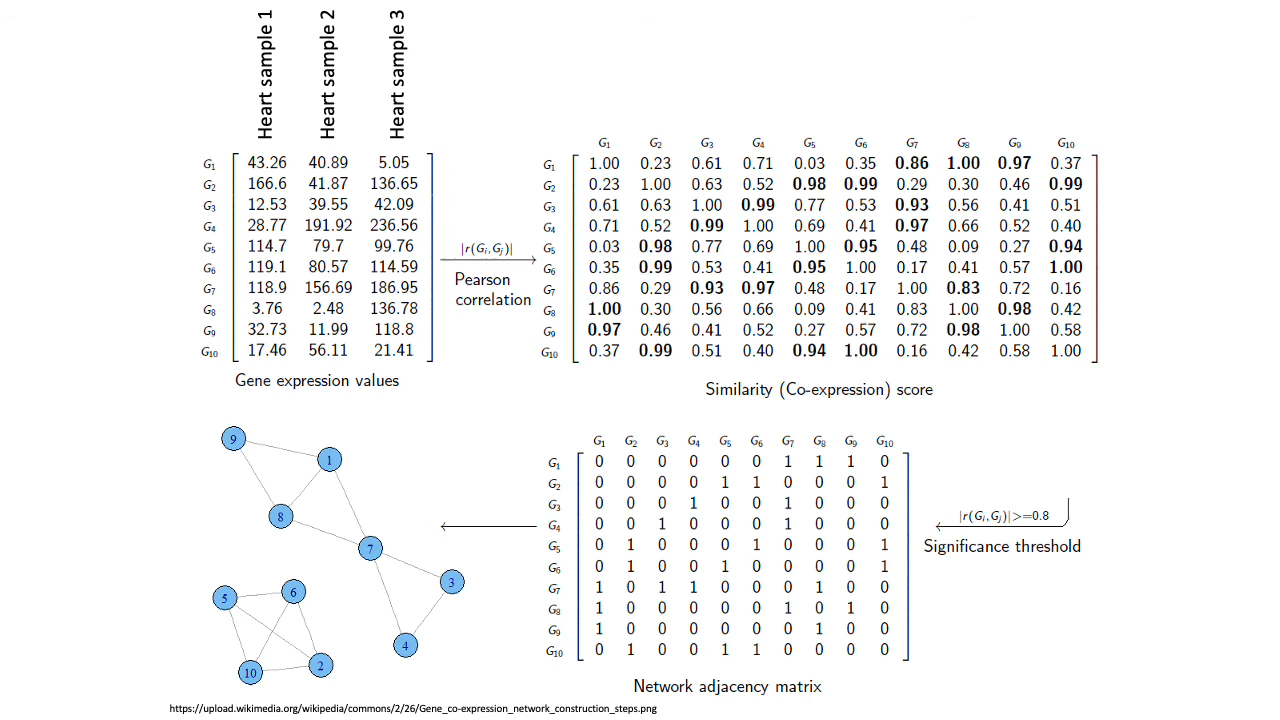 Heart sample 1
Heart sample 2
Heart sample 3
G1 43.26 40.89 5.05
G2 166.6 41.87 136.65
G3 12.53 39.55 42.09
G4 28.77 191.92 236.56
G5 114.7 79.7 99.76
G6 119.1 80.57 114.59
G7 118.9 156.69 186.95
G8 3.76 2.48 136.78
G9 32.73 11.99 118.8
G10 17.46 56.11 21.41
Gene expression values
|r(Gi,Gj)|
Pearson
correlation
G1 G2 G3 G4 G5 G6 G7 G8 G9 G10
G1 1.00 0.23 0.61 0.71 0.03 0.35 0.86 1.00 0.97 0.37
G2 0.23 1.00 0.63 0.52 0.98 0.99 0.29 0.30 0.46 0.99
G3 0.61 0.63 1.00 0.99 0.77 0.53 0.93 0.56 0.41 0.51
G4 0.71 0.52 0.99 1.00 0.69 0.41 0.97 0.66 0.52 0.40
G5 0.03 0.98 0.77 0.69 1.00 0.95 0.48 0.09 0.27 0.94
G6 0.35 0.99 0.53 0.41 0.95 1.00 0.17 0.41 0.57 1.00
G7 0.86 0.29 0.93 0.97 0.48 0.17 1.00 0.83 0.72 0.16
G8 1.00 0.30 0.56 0.66 0.09 0.41 0.83 1.00 0.98 0.42
G9 0.97 0.46 0.41 0.52 0.27 0.57 0.72 0.98 1.00 0.58
G10 0.37 0.99 0.51 0.40 0.94 1.00 0.16 0.42 0.58 1.00
Similarity (Co-expression) score
|r(Gi,Gj)|>=0.8
Significance threshold
G1 G2 G3 G4 G5 G6 G7 G8 G9 G10
G1 0 0 0 0 0 0 1 1 1 0
G2 0 0 0 0 1 1 0 0 0 1
G3 0 0 0 1 0 0 1 0 0 0
G4 0 0 1 0 0 0 1 0 0 0
G5 0 1 0 0 0 1 0 0 0 1
G6 0 1 0 0 1 0 0 0 0 1
G7 1 0 1 1 0 0 0 1 0 0
G8 1 0 0 0 0 0 1 0 1 0
G9 1 0 0 0 0 0 0 1 0 0
G10 0 1 0 0 1 1 0 0 0 0
Network adjacency matrix
9
1
8
7
3
6
5
4
2
10
https://upload.wikimedia.org/wikipedia/commons/2/26/Gene_co-expression_network_construction_steps.png